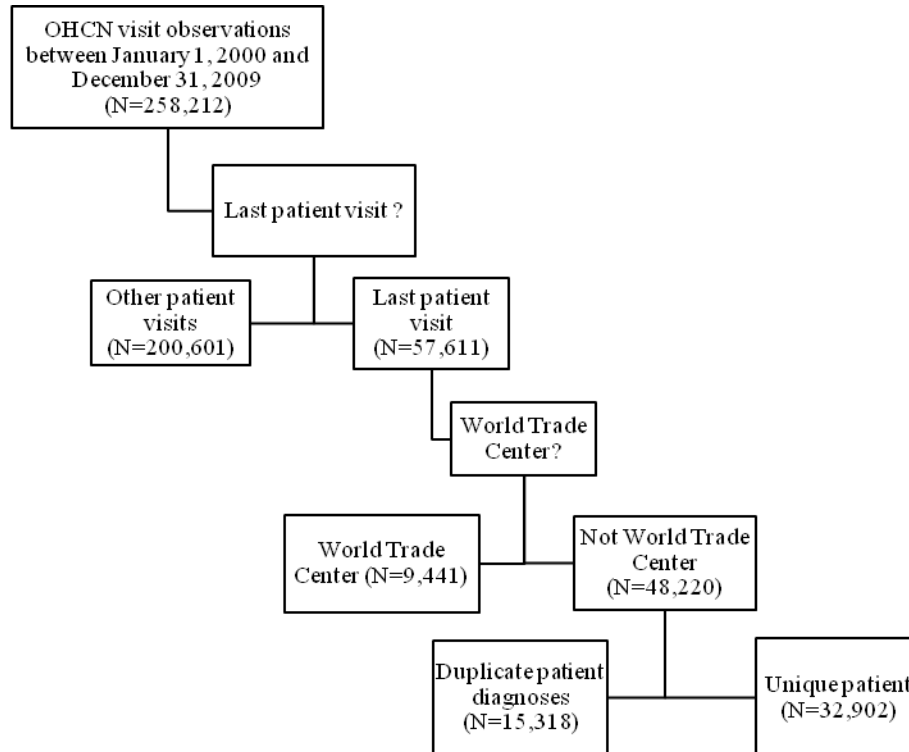 OHCN visit observations
between January 1, 2000 and
December 31, 2009
(N=258,212)
Last patient visit ?
Other patient
visits
(N=200,601)
Last patient
visit
(N=57,611)
World Trade
Center?
World Trade
Center (N=9,441)
Not World Trade
Center
(N=48,220)
Duplicate patient
diagnoses
(N=15,318)
Unique patient
(N=32,902)